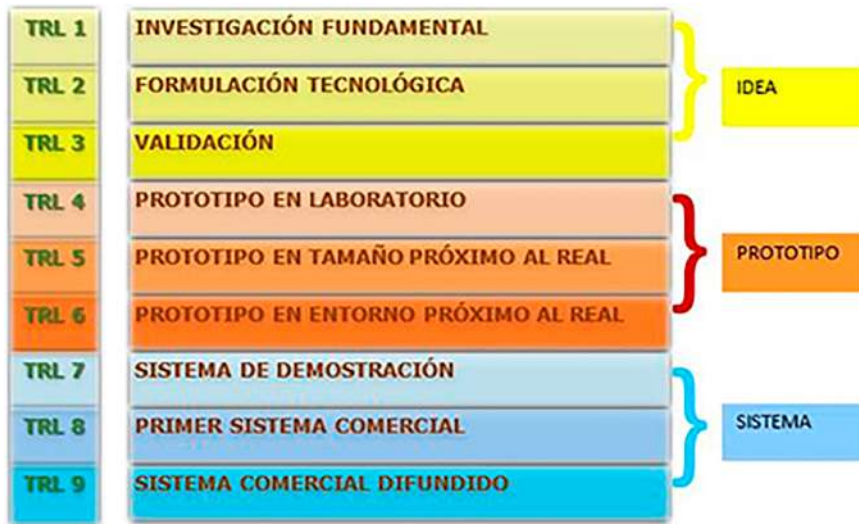 TRL 1 INVESTIGACIÓN FUNDAMENTAL
TRL 2 FORMULACIÓN TECNOLÓGICA
IDEA
TRL 3 VALIDACIÓN
TRL 4 PROTOTIPO EN LABORATORIO
TRL 5 PROTOTIPO EN TAMAÑO PRÓXIMO AL REAL
PROTOTIPO
TRL 6 PROTOTIPO EN ENTORNO PRÓXIMO AL REAL
TRL 7 SISTEMA DE DEMOSTRACIÓN
TRL 8 PRIMER SISTEMA COMERCIAL
SISTEMA
TRL 9 SISTEMA COMERCIAL DIFUNDIDO